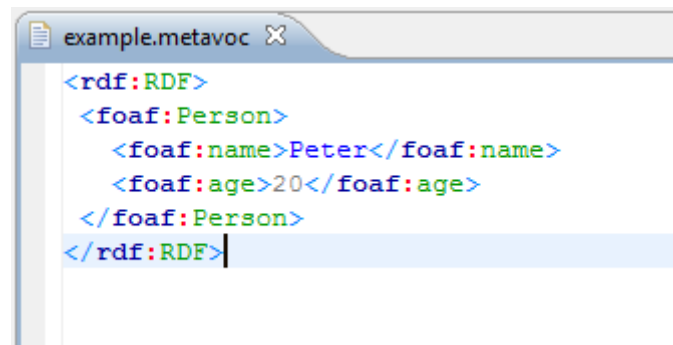 example.metavoc
<rdf:RDF>
<foaf:Person>
<foaf:name>Peter</foaf:name>
<foaf:age>20</foaf:age>
</foaf:Person>
</rdf:RDF>